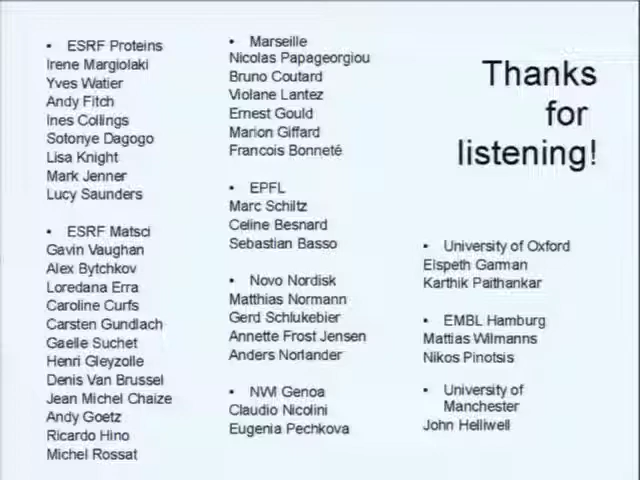 • ESRF Proteins
Irene Margiolaki
Yves Watier
Andy Fitch
Ines Collings
Sotonye Dagogo
Lisa Knight
Mark Jenner
Lucy Saunders
• ESRF Matsci
Gavin Vaughan
Alex Bytchkov
Loredana Erra
Caroline Curfs
Carsten Gundlach
Gaelle Suchet
Henri Gleyzolle
Denis Van Brussel
Jean Michel Chaize
Andy Goetz
Ricardo Hino
Michel Rossat
• Marseille
Nicolas Papageorgiou
Bruno Coutard
Violane Lantez
Ernest Gould
Marion Giffard
Francois Bonneté
• EPFL
Marc Schiltz
Celine Besnard
Sebastian Basso
• Novo Nordisk
Matthias Normann
Gerd Schlukebier
Annette Frost Jensen
Anders Norlander
• NWI Genoa
Claudio Nicolini
Eugenia Pechkova
Thanks
for
listening!
• University of Oxford
Elspeth Garman
Karthik Paithankar
• EMBL Hamburg
Mattias Wilmanns
Nikos Pinotsis
• University of
Manchester
John Helliwell